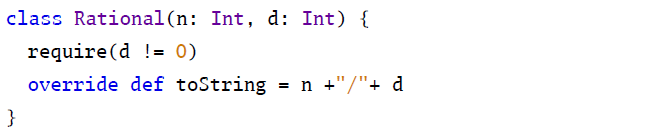 class Rational(n: Int, d: Int) {
  require(d != 0)
  override def toString = n +"/"+ d
}